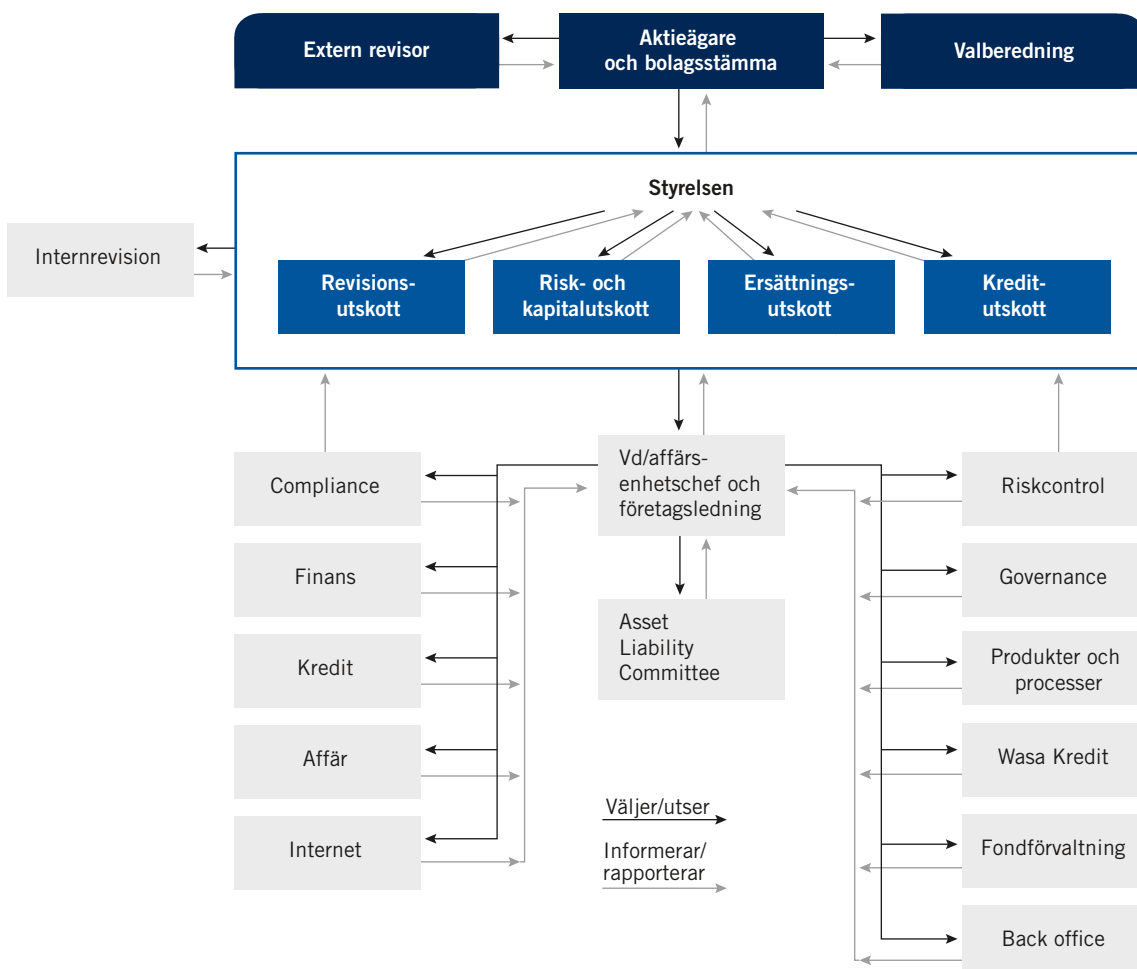 Extern revisor
Aktieägare
och bolagsstämma
Valberedning
Styrelsen
Internrevision
Revisions-
utskott
Risk- och
kapitalutskott
Ersättnings-
utskott
Kredit-
utskott
Compliance
Vd/affärs-
enhetschef och
företagsledning
Riskcontrol
Finans
Governance
Asset
Liability
Committee
Kredit
Produkter och
processer
Affär
Wasa Kredit
Väljer/utser
Internet
Informerar/
rapporterar
Fondförvaltning
Back office